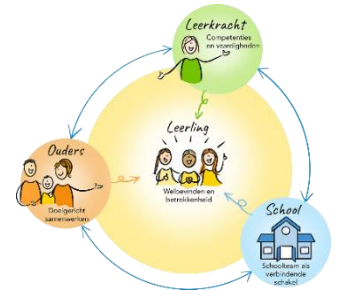 Leerkracht
Competenties
en vaardigheden
Leerling
Welbevinden en
betrokkenheid
Ouders
Doelgericht
samenwerken
School
Schoolteam als
verbindende
schakel